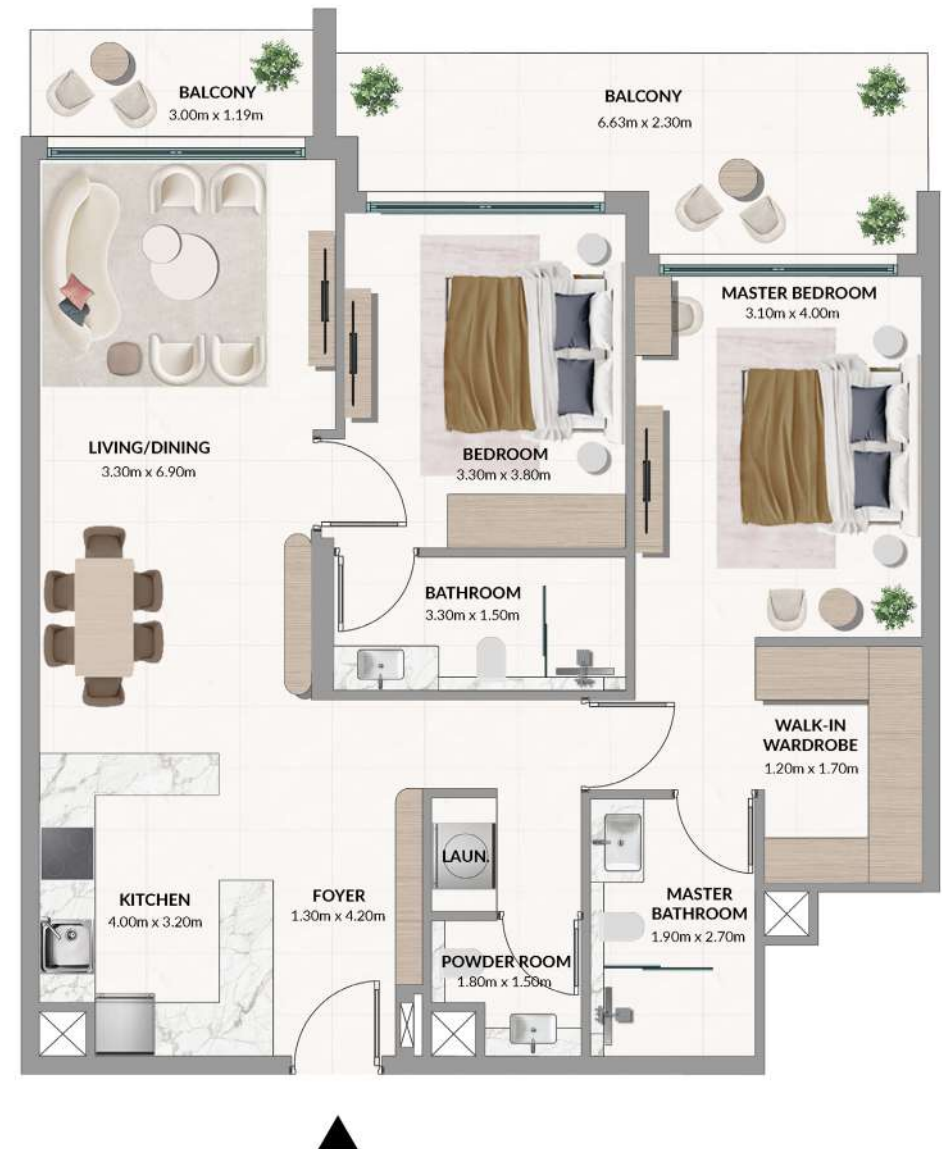 BALCONY
3.00m x 1.19m
BALCONY
6.63m x 2.30m
MASTER BEDROOM
3.10m x 4.00m
LIVING/DINING
3.30m x 6.90m
BEDROOM
3.30m x 3.80m
BATHROOM
3.30m x 1.50m
WALK-IN
WARDROBE
1.20m x 1.70m
LAUN.
KITCHEN
4.00m x 3.20m
FOYER
1.30m x 4.20m
MASTER
BATHROOM
1.90m x 2.70m
POWDER ROOM
1.80m x 1.50m